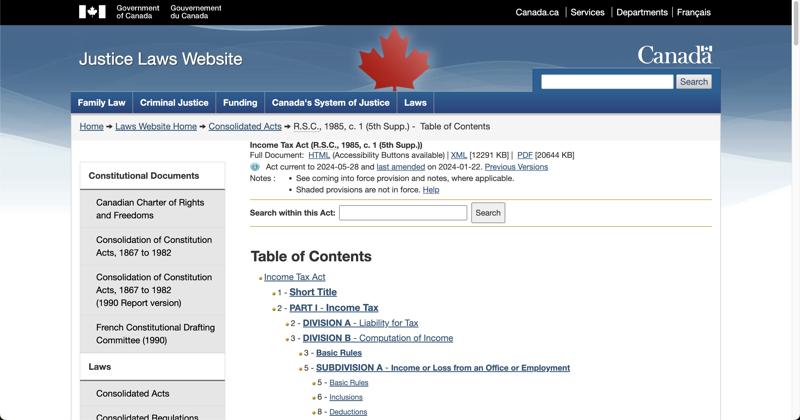 Government
of Canada
Gouvernement
du Canada
Canada.ca | Services | Departments | Français
Justice Laws Website
Canada
Search
Family Law
Criminal Justice
Funding
Canada's System of Justice
Laws
Home → Laws Website Home → Consolidated Acts → R.S.C., 1985, c. 1 (5th Supp.) - Table of Contents
Constitutional Documents
Canadian Charter of Rights
and Freedoms
Consolidation of Constitution
Acts, 1867 to 1982
Consolidation of Constitution
Acts, 1867 to 1982
(1990 Report version)
French Constitutional Drafting
Committee (1990)
Laws
Consolidated Acts
Consolidated Regulations
Income Tax Act (R.S.C., 1985, c. 1 (5th Supp.))
Full Document: HTML (Accessibility Buttons available) | XML [12291 KB] | PDF [20644 KB]
Act current to 2024-05-28 and last amended on 2024-01-22. Previous Versions
Notes : • See coming into force provision and notes, where applicable.
• Shaded provisions are not in force. Help
Search within this Act: Search
Table of Contents
Income Tax Act
1 - Short Title
2 - PART I - Income Tax
2 - DIVISION A - Liability for Tax
3 - DIVISION B - Computation of Income
3 - Basic Rules
5 - SUBDIVISION A - Income or Loss from an Office or Employment
5 - Basic Rules
6 - Inclusions
8 - Deductions